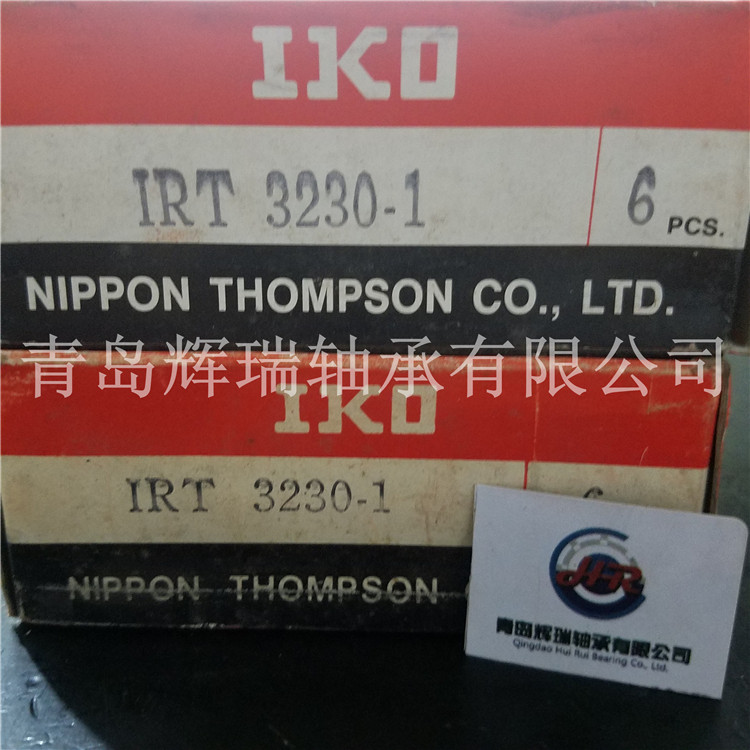 IKO
IRT 3230-1
6 PCS.
NIPPON THOMPSON CO., LTD.
青岛辉瑞轴承有限公司
IKO
IRT 3230-1
NIPPON THOMPSON
HR
青岛辉瑞轴承有限公司
Qingdao Hui Rui Bearing Co., Ltd.